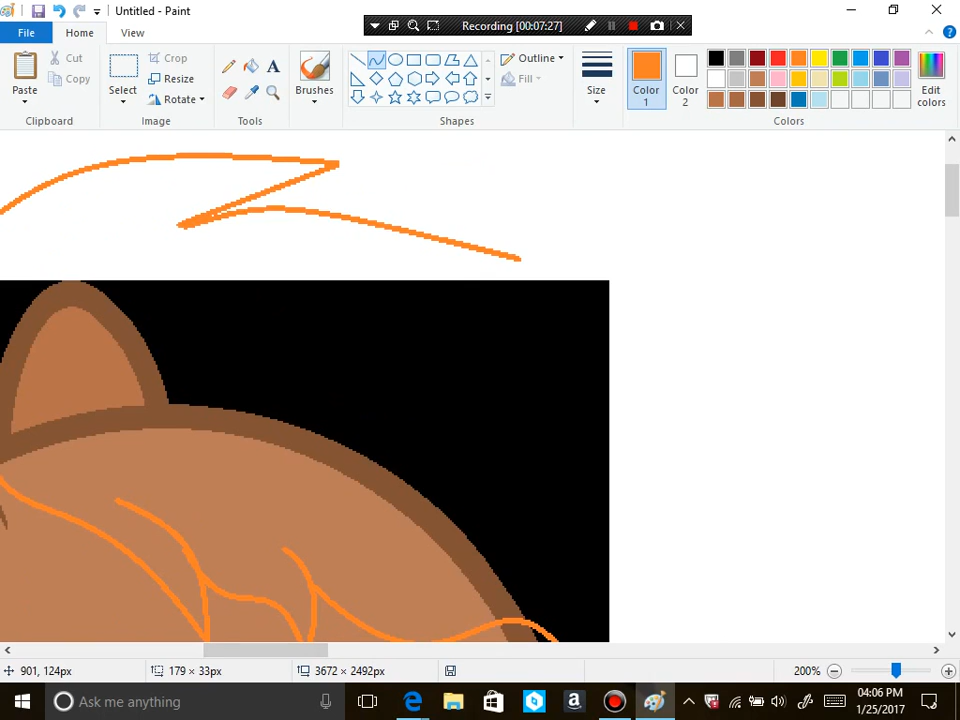 Untitled - Paint
Recording [00:07:27]
File
Home
View
Paste
Cut
Copy
Clipboard
Select
Crop
Resize
Rotate
Image
A
Tools
Brushes
Outline
Fill
Shapes
Size
Color 1
Color 2
Edit colors
Colors
901, 124px
179 × 33px
3672 × 2492px
200%
Ask me anything
04:06 PM
1/25/2017